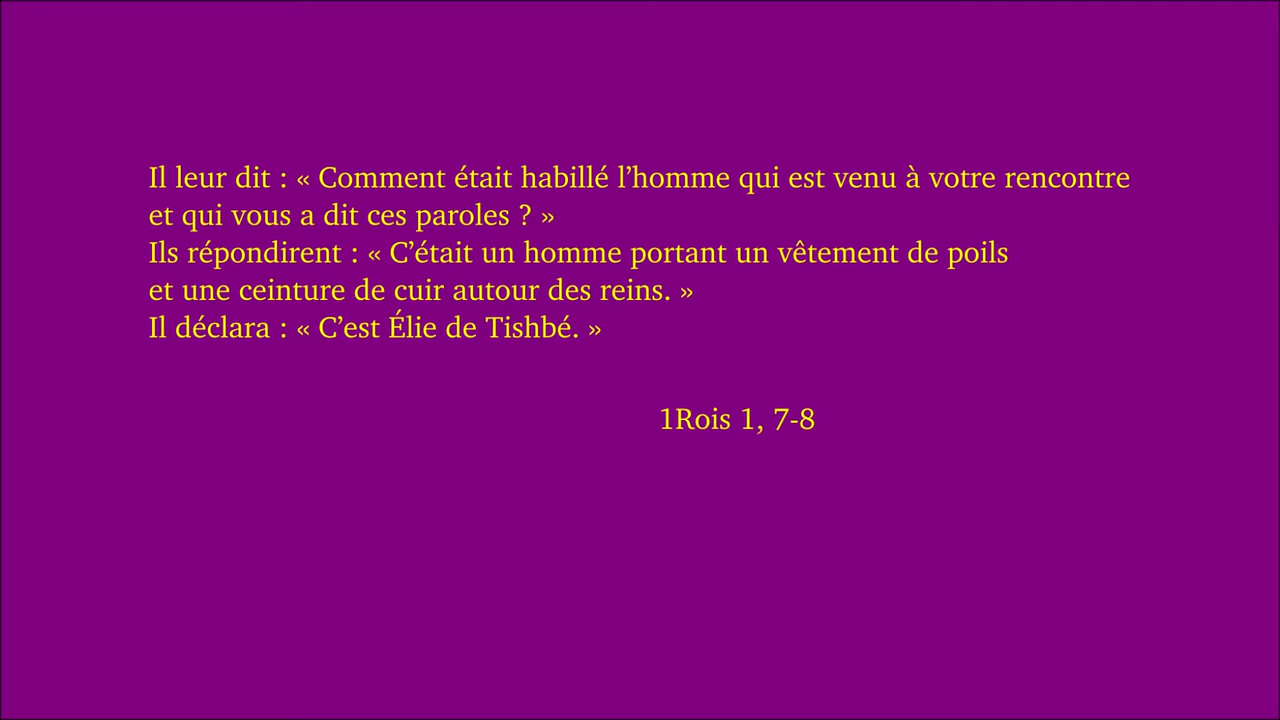 Il leur dit : « Comment était habillé l’homme qui est venu à votre rencontre
et qui vous a dit ces paroles ? »
Ils répondirent : « C’était un homme portant un vêtement de poils
et une ceinture de cuir autour des reins. »
Il déclara : « C’est Élie de Tishbé. »
1Rois 1, 7-8